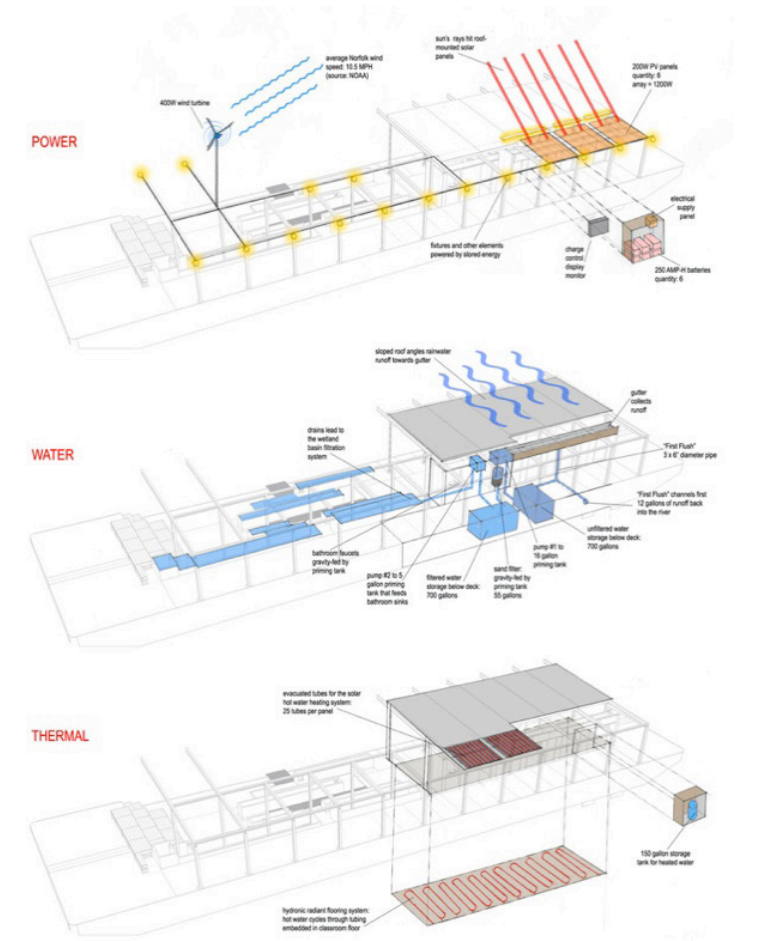 sun's rays hit roof-
mounted solar
panels
average Norfolk wind
speed: 10.5 MPH
(source: NOAA)
200W PV panels
quantity: 6
array = 1200W
400W wind turbine
POWER
electrical
supply
panel
fixtures and other elements
powered by stored energy
charge
control
display
monitor
250 AMP-H batteries
quantity: 6
sloped roof angles rainwater
runoff towards gutter
gutter
collects
runoff
drains lead to
the wetland
basin filtration
system
WATER
"First Flush"
3 x 6" diameter pipe
"First Flush" channels first
12 gallons of runoff back
into the river
unfiltered water
storage below deck:
700 gallons
bathroom faucets
gravity-fed by
priming tank
pump #1 to
16 gallon
priming tank
pump #2 to 5
gallon priming
tank that feeds
bathroom sinks
filtered water
storage below deck:
700 gallons
sand filter:
gravity-fed by
priming tank
55 gallons
evacuated tubes for the solar
hot water heating system:
25 tubes per panel
THERMAL
150 gallon storage
tank for heated water
hydronic radiant flooring system:
hot water cycles through tubing
embedded in classroom floor